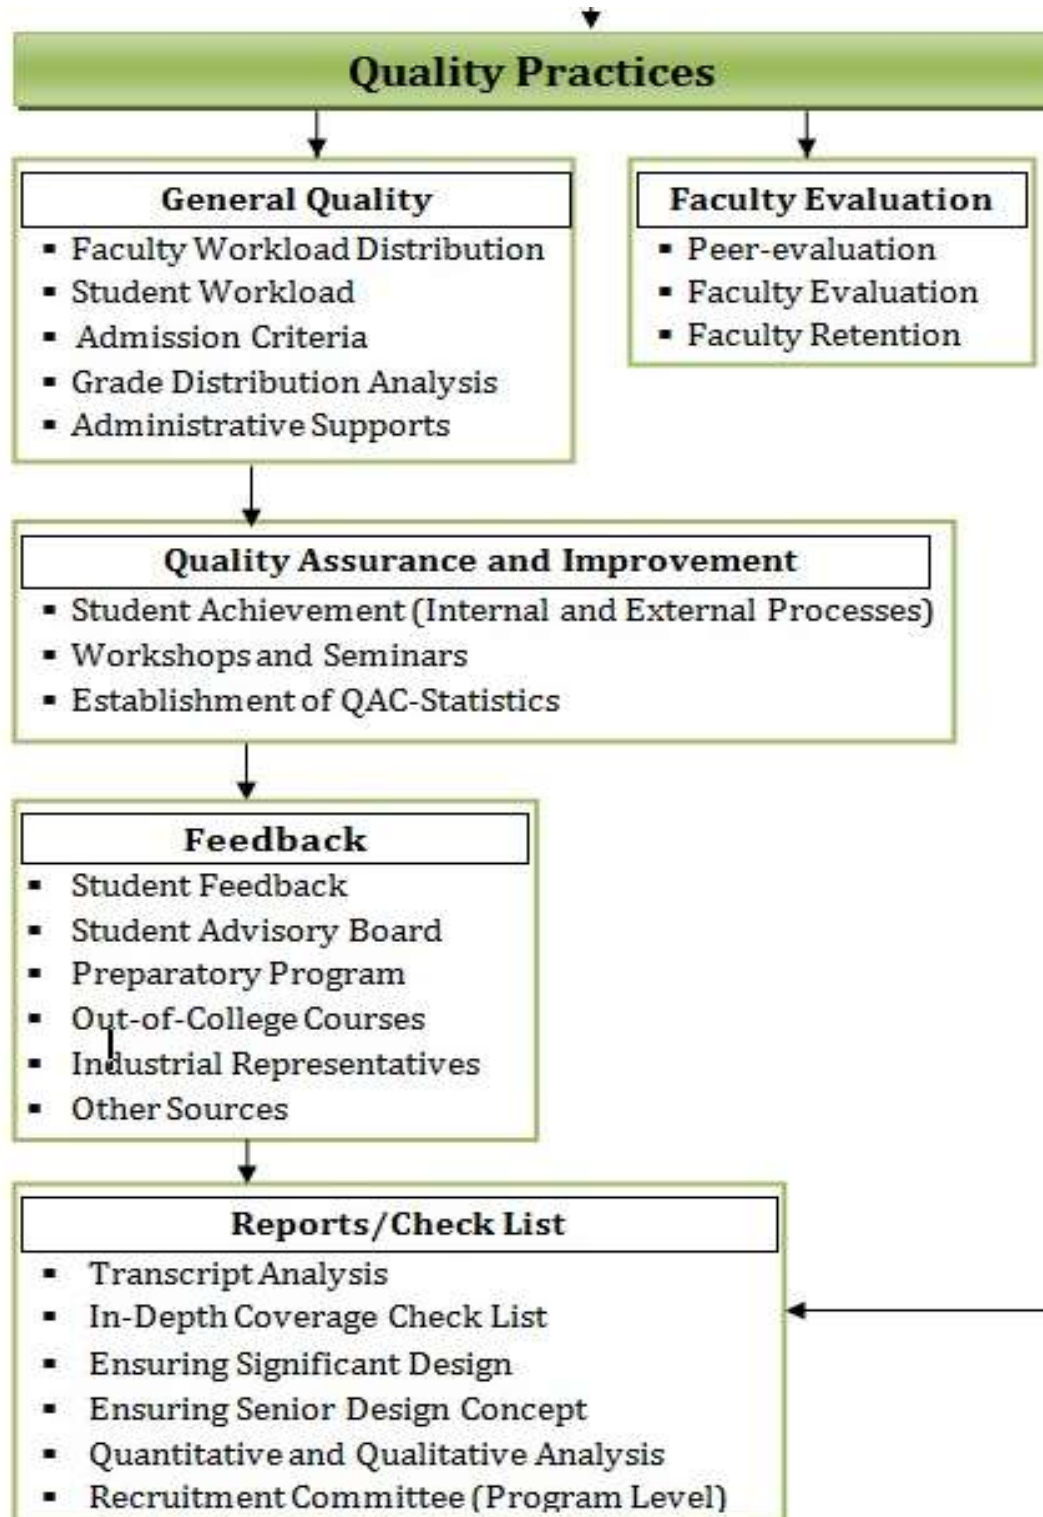 Quality Practices
General Quality
▪ Faculty Workload Distribution
▪ Student Workload
▪ Admission Criteria
▪ Grade Distribution Analysis
▪ Administrative Supports
Faculty Evaluation
▪ Peer-evaluation
▪ Faculty Evaluation
▪ Faculty Retention
Quality Assurance and Improvement
▪ Student Achievement (Internal and External Processes)
▪ Workshops and Seminars
▪ Establishment of QAC-Statistics
Feedback
▪ Student Feedback
▪ Student Advisory Board
▪ Preparatory Program
▪ Out-of-College Courses
▪ Industrial Representatives
▪ Other Sources
Reports/Check List
▪ Transcript Analysis
▪ In-Depth Coverage Check List
▪ Ensuring Significant Design
▪ Ensuring Senior Design Concept
▪ Quantitative and Qualitative Analysis
▪ Recruitment Committee (Program Level)